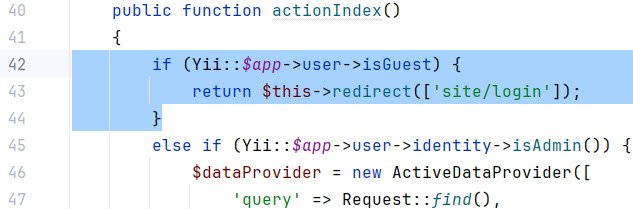 40 public function actionIndex()
41 {
42 if (Yii::$app->user->isGuest) {
43 return $this->redirect(['site/login']);
44 }
45 else if (Yii::$app->user->identity->isAdmin()) {
46 $dataProvider = new ActiveDataProvider([
47 'query' => Request::find(),